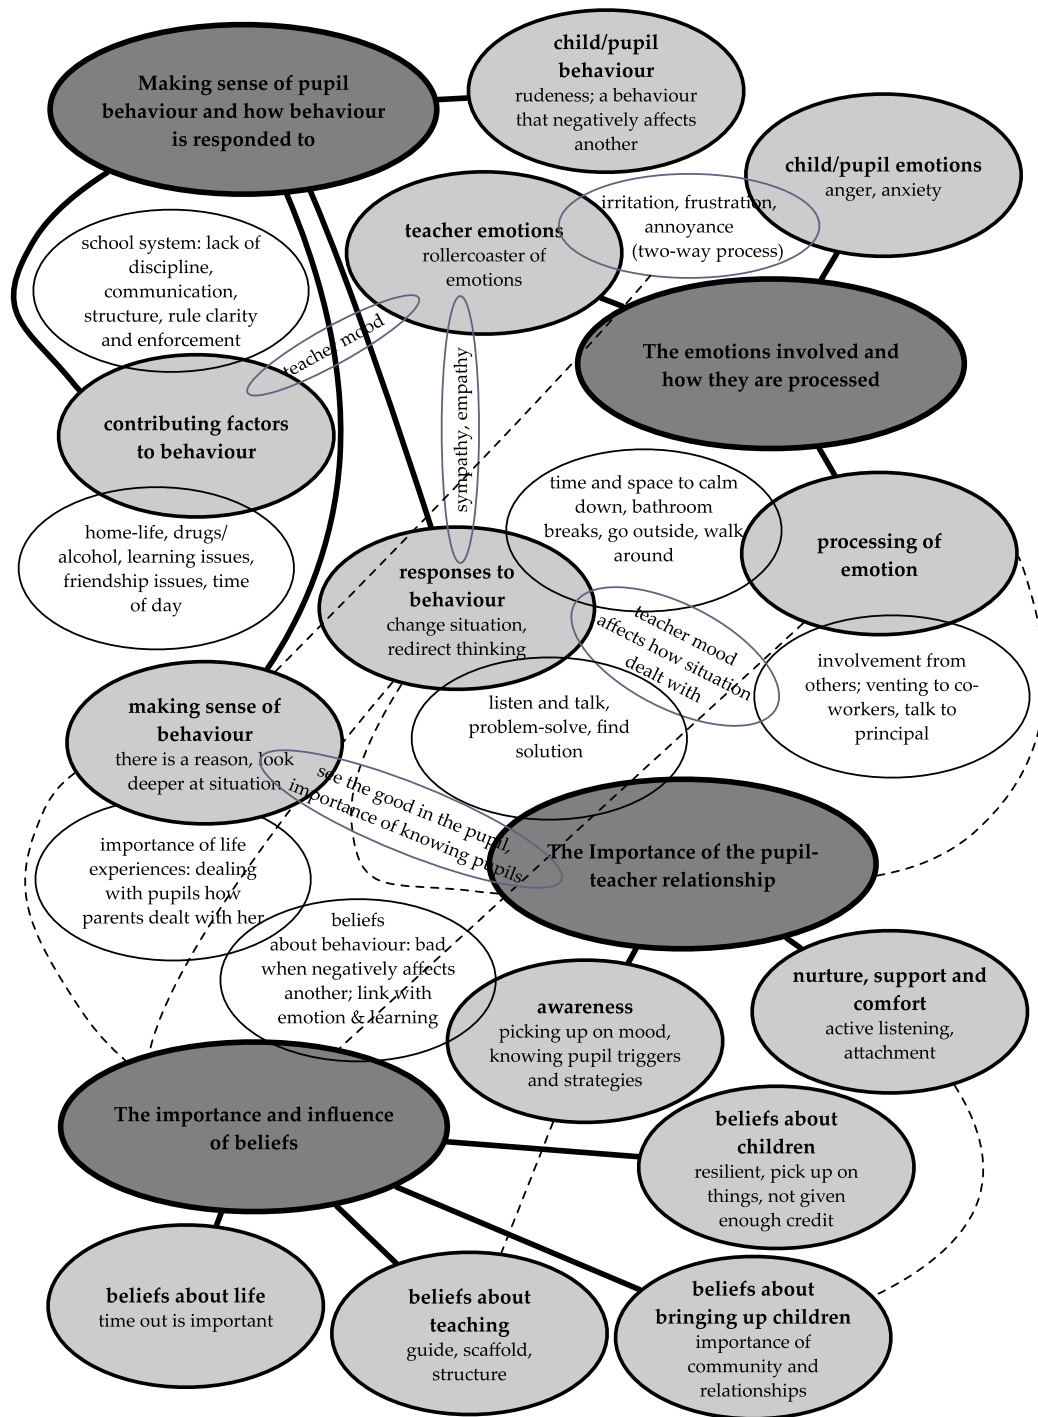 Making sense of pupil
behaviour and how behaviour
is responded to
child/pupil
behaviour
rudeness; a behaviour
that negatively affects
another
child/pupil emotions
anger, anxiety
irritation, frustration,
annoyance
(two-way process)
teacher emotions
rollercoaster of
emotions
school system: lack of
discipline,
communication,
structure, rule clarity
and enforcement
teacher mood
The emotions involved and
how they are processed
sympathy, empathy
contributing factors
to behaviour
time and space to calm
down, bathroom
breaks, go outside, walk
around
home-life, drugs/
alcohol, learning issues,
friendship issues, time
of day
processing of
emotion
responses to
behaviour
change situation,
redirect thinking
teacher mood
affects how situation
dealt with
involvement from
others; venting to co-
workers, talk to
principal
listen and talk,
problem-solve, find
solution
making sense of
behaviour
there is a reason, look
deeper at situation
see the good in the pupil,
importance of knowing pupils
The Importance of the pupil-
teacher relationship
importance of life
experiences: dealing
with pupils how
parents dealt with her
beliefs
about behaviour: bad
when negatively affects
another; link with
emotion & learning
awareness
picking up on mood,
knowing pupil triggers
and strategies
nurture, support and
comfort
active listening,
attachment
The importance and influence
of beliefs
beliefs about
children
resilient, pick up on
things, not given
enough credit
beliefs about life
time out is important
beliefs about
teaching
guide, scaffold,
structure
beliefs about
bringing up children
importance of
community and
relationships